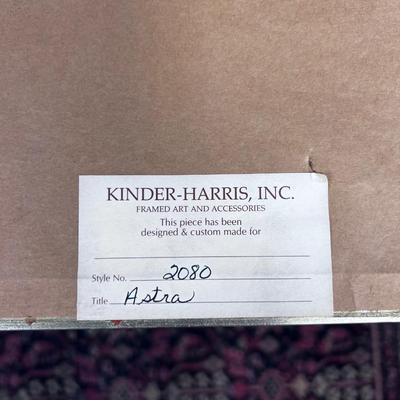 KINDER-HARRIS, INC.
FRAMED ART AND ACCESSORIES
This piece has been
designed & custom made for
Style No. 2080
Title Astra